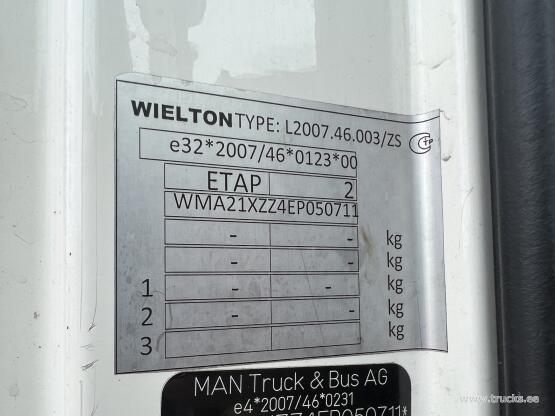 WIELTON TYPE: L2007.46.003/ZS
e32*2007/46*0123*00
ETAP 2
WMA21XZZ4EP050711
- - kg
- - kg
1 - - kg
2 - - kg
3 kg
MAN Truck & Bus AG
e4*2007/46*0231
www.trucks.ee